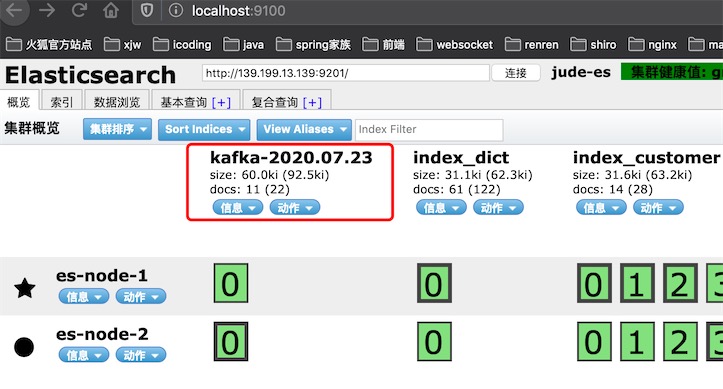 localhost:9100
火狐官方站点 xjw icoding java spring家族 前端 websocket renren shiro nginx
Elasticsearch http://139.199.13.139:9201/ 连接 jude-es 集群健康值: g
概览 索引 数据浏览 基本查询 [+] 复合查询 [+]
集群概览 集群排序 Sort Indices View Aliases Index Filter
kafka-2020.07.23 index_dict index_customer
size: 60.0ki (92.5ki) size: 31.1ki (62.3ki) size: 31.6ki (63.2ki)
docs: 11 (22) docs: 61 (122) docs: 14 (28)
信息 动作 信息 动作 信息 动作
es-node-1 0 0 0 1 2 3
信息 动作
es-node-2 0 0 0 1 2 3
信息 动作